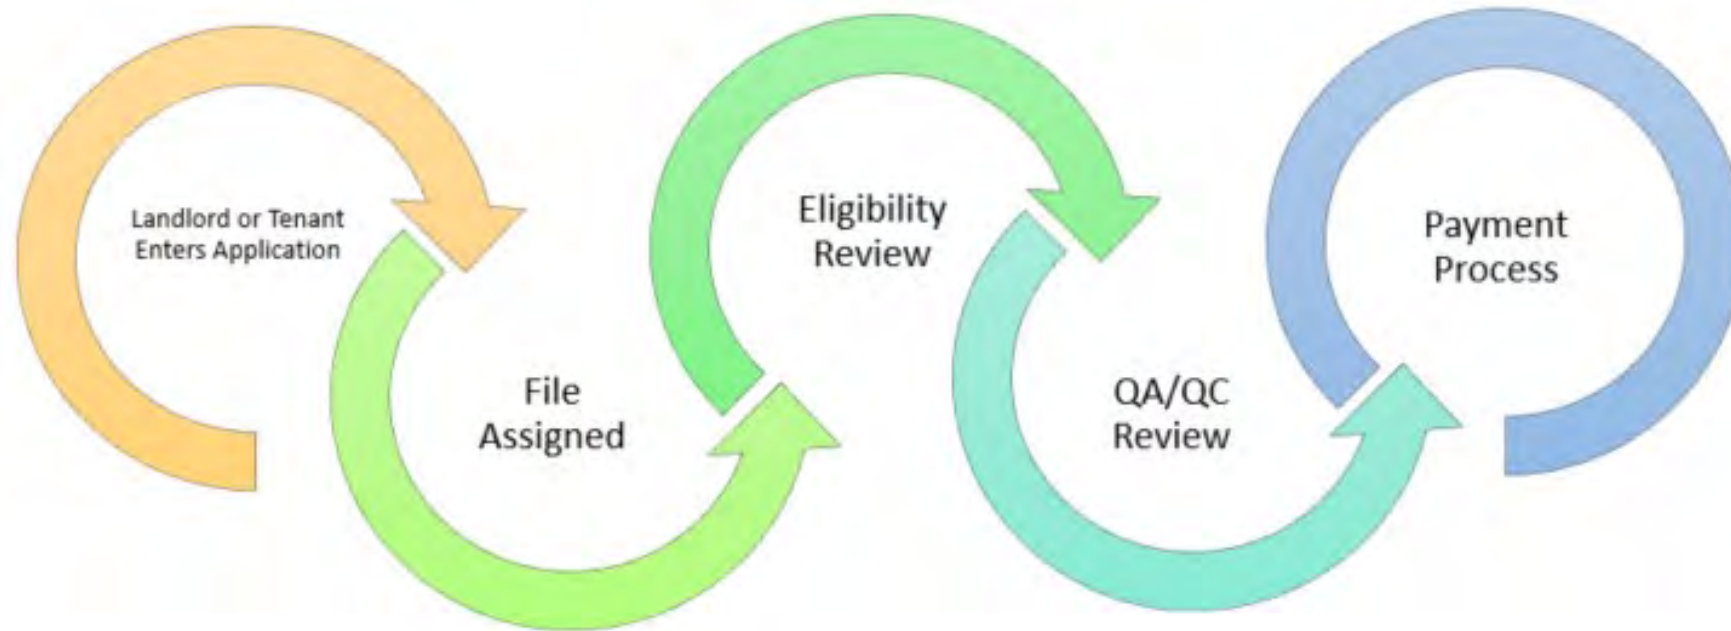 Landlord or Tenant
Enters Application
File
Assigned
Eligibility
Review
QA/QC
Review
Payment
Process